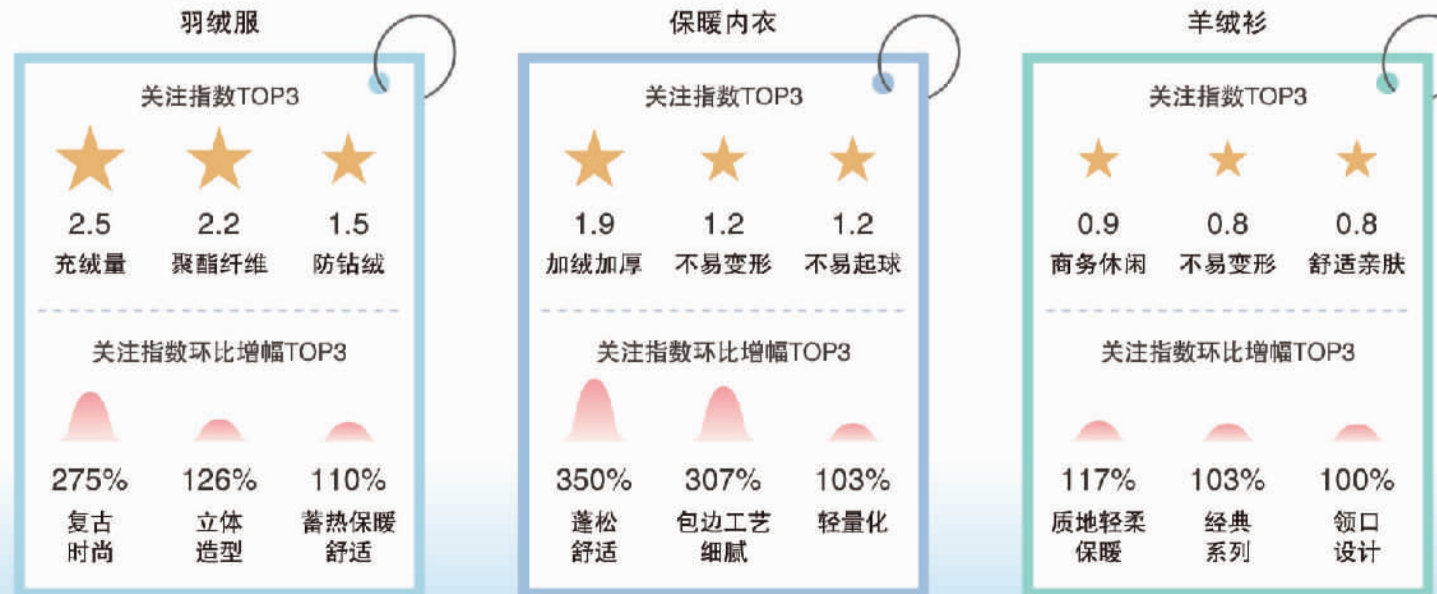 羽绒服
关注指数TOP3
2.5 2.2 1.5
充绒量 聚酯纤维 防钻绒
关注指数环比增幅TOP3
275% 126% 110%
复古 立体 蓄热保暖
时尚 造型 舒适
保暖内衣
关注指数TOP3
1.9 1.2 1.2
加绒加厚 不易变形 不易起球
关注指数环比增幅TOP3
350% 307% 103%
蓬松 包边工艺 轻量化
舒适 细腻
羊绒衫
关注指数TOP3
0.9 0.8 0.8
商务休闲 不易变形 舒适亲肤
关注指数环比增幅TOP3
117% 103% 100%
质地轻柔 经典 领口
保暖 系列 设计